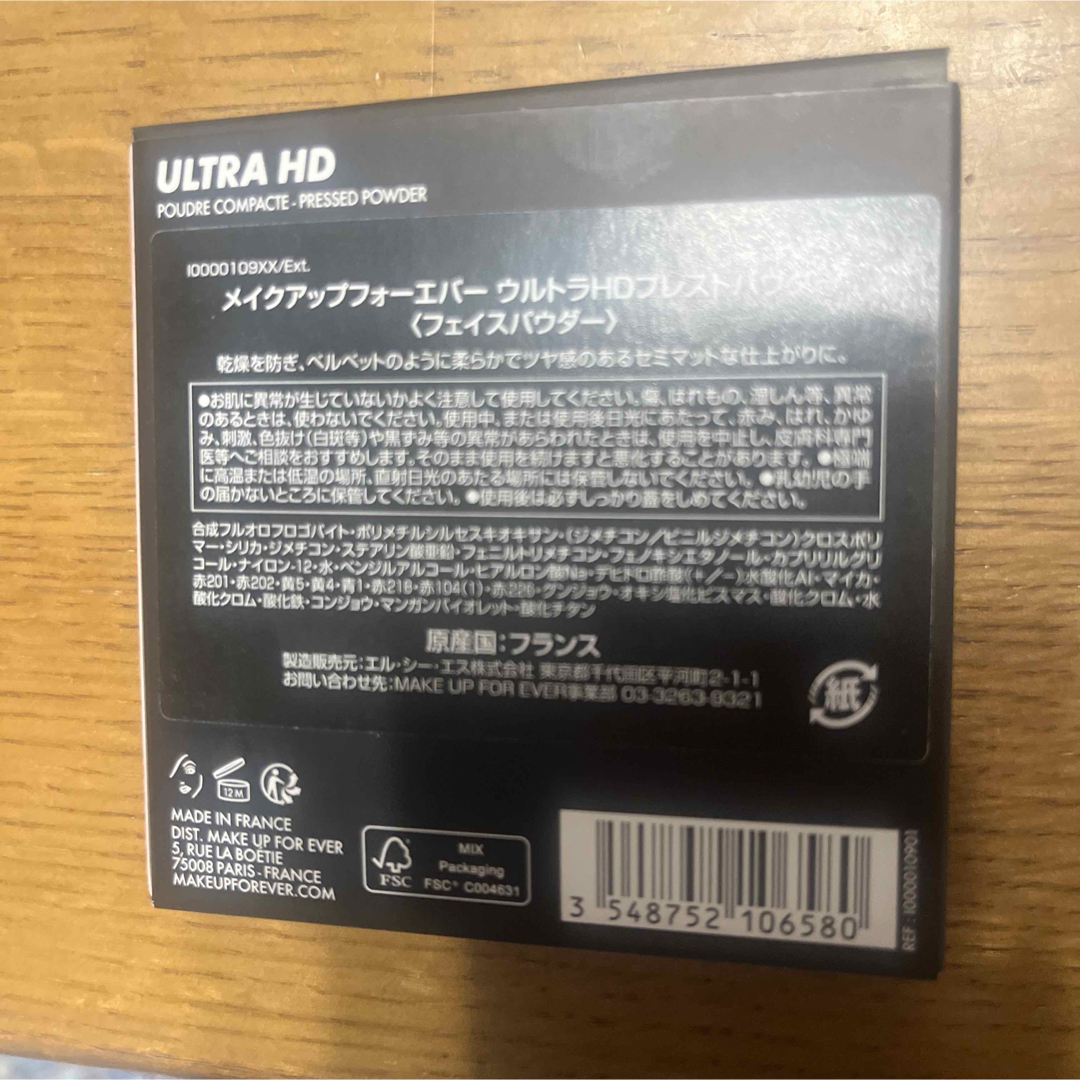 ULTRA HD
POUDRE COMPACTE - PRESSED POWDER
I0000109XX/Ext.
メイクアップフォーエバー ウルトラHDプレストパウダー
〈フェイスパウダー〉
乾燥を防ぎ、ベルベットのように柔らかでツヤ感のあるセミマットな仕上がりに。
●お肌に異常が生じていないかよく注意して使用してください。傷、はれもの、湿しん等、異常
のあるときは、使わないでください。使用中、または使用後日光にあたって、赤み、はれ、かゆ
み、刺激、色抜け（白斑等）や黒ずみ等の異常があらわれたときは、使用を中止し、皮膚科専門
医等へご相談をおすすめします。そのまま使用を続けますと悪化することがあります。●極端
に高温または低温の場所、直射日光のあたる場所には保管しないでください。●乳幼児の手
の届かないところに保管してください。●使用後は必ずしっかり蓋をしめてください。
合成フルオロフロゴパイト・ポリメチルシルセスキオキサン・（ジメチコン／ビニルジメチコン）クロスポリ
マー・シリカ・ジメチコン・ステアリン酸亜鉛・フェニルトリメチコン・フェノキシエタノール・カプリリルグリ
コール・ナイロン-12・水・ベンジルアルコール・ヒアルロン酸Na・デヒドロ酢酸（+／−）水酸化Al・マイカ・
赤201・赤202・黄5・黄4・青1・赤218・赤104(1)・赤226・グンジョウ・オキシ塩化ビスマス・酸化クロム・水
酸化クロム・酸化鉄・コンジョウ・マンガンバイオレット・酸化チタン
原産国：フランス
製造販売元：エル・シー・エス株式会社 東京都千代田区平河町2-1-1
お問い合わせ先：MAKE UP FOR EVER事業部 03-3263-9321
紙
12M
MADE IN FRANCE
DIST. MAKE UP FOR EVER
5, RUE LA BOÉTIE
75008 PARIS - FRANCE
MAKEUPFOREVER.COM
FSC
MIX
Packaging
FSC® C004631
3 548752 106580
REF : I000010901